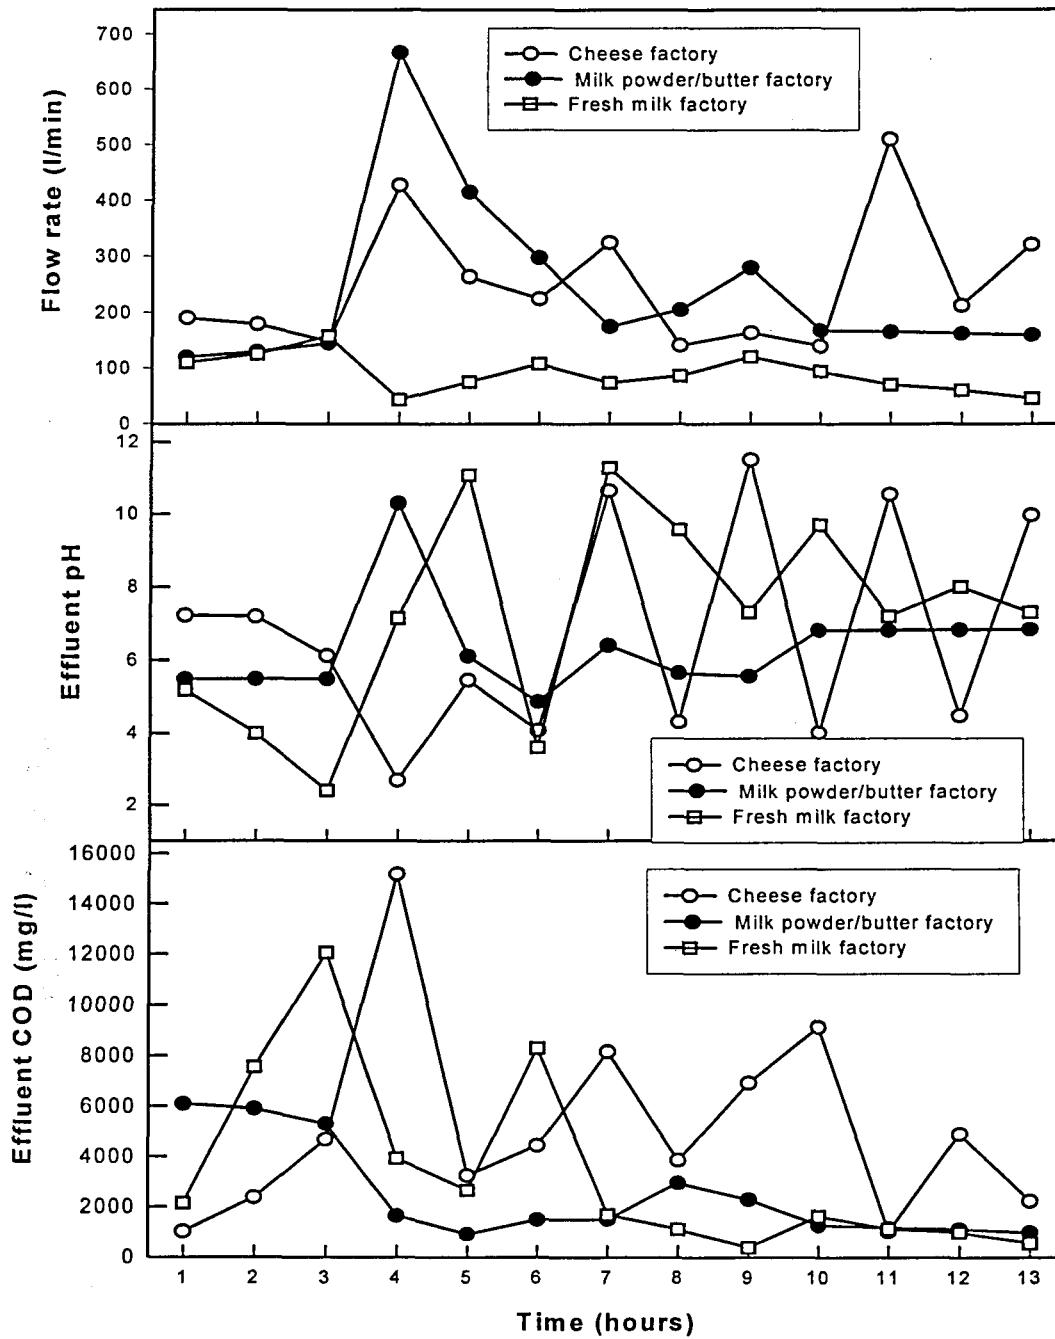 700
600
500
400
300
200
100
0
Flow rate (l/min)
Cheese factory
Milk powder/butter factory
Fresh milk factory
12
10
8
6
4
2
Effluent pH
Cheese factory
Milk powder/butter factory
Fresh milk factory
16000
14000
12000
10000
8000
6000
4000
2000
0
Effluent COD (mg/l)
Cheese factory
Milk powder/butter factory
Fresh milk factory
1 2 3 4 5 6 7 8 9 10 11 12 13
Time (hours)